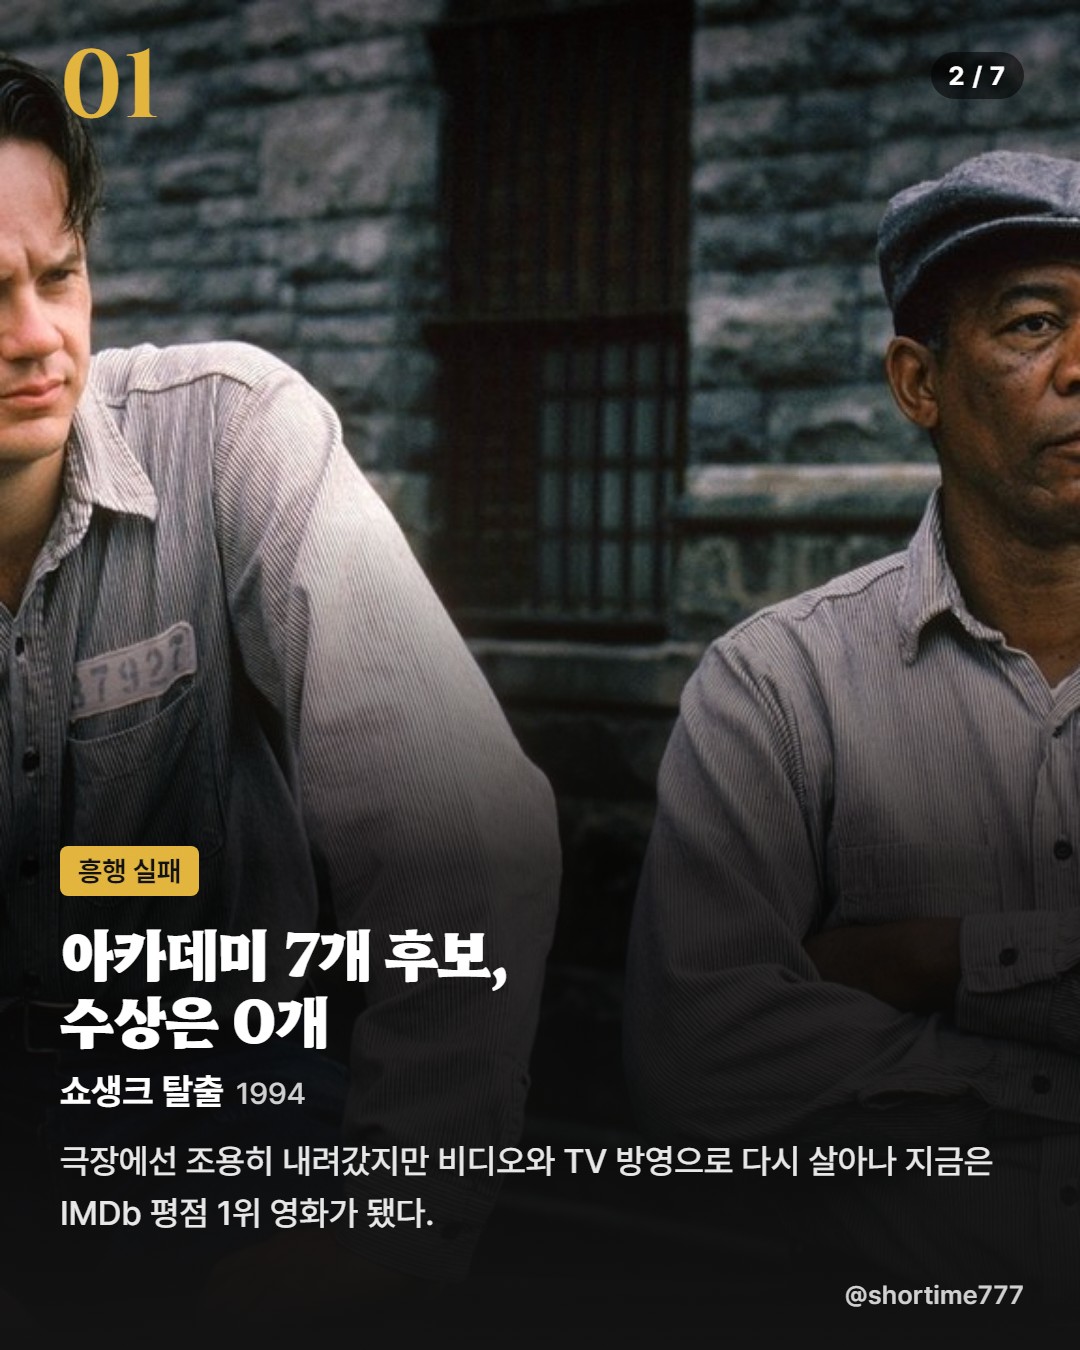 01
2 / 7
37927
흥행 실패
아카데미 7개 후보,
수상은 0개
쇼생크 탈출 1994
극장에선 조용히 내려갔지만 비디오와 TV 방영으로 다시 살아나 지금은
IMDb 평점 1위 영화가 됐다.
@shortime777